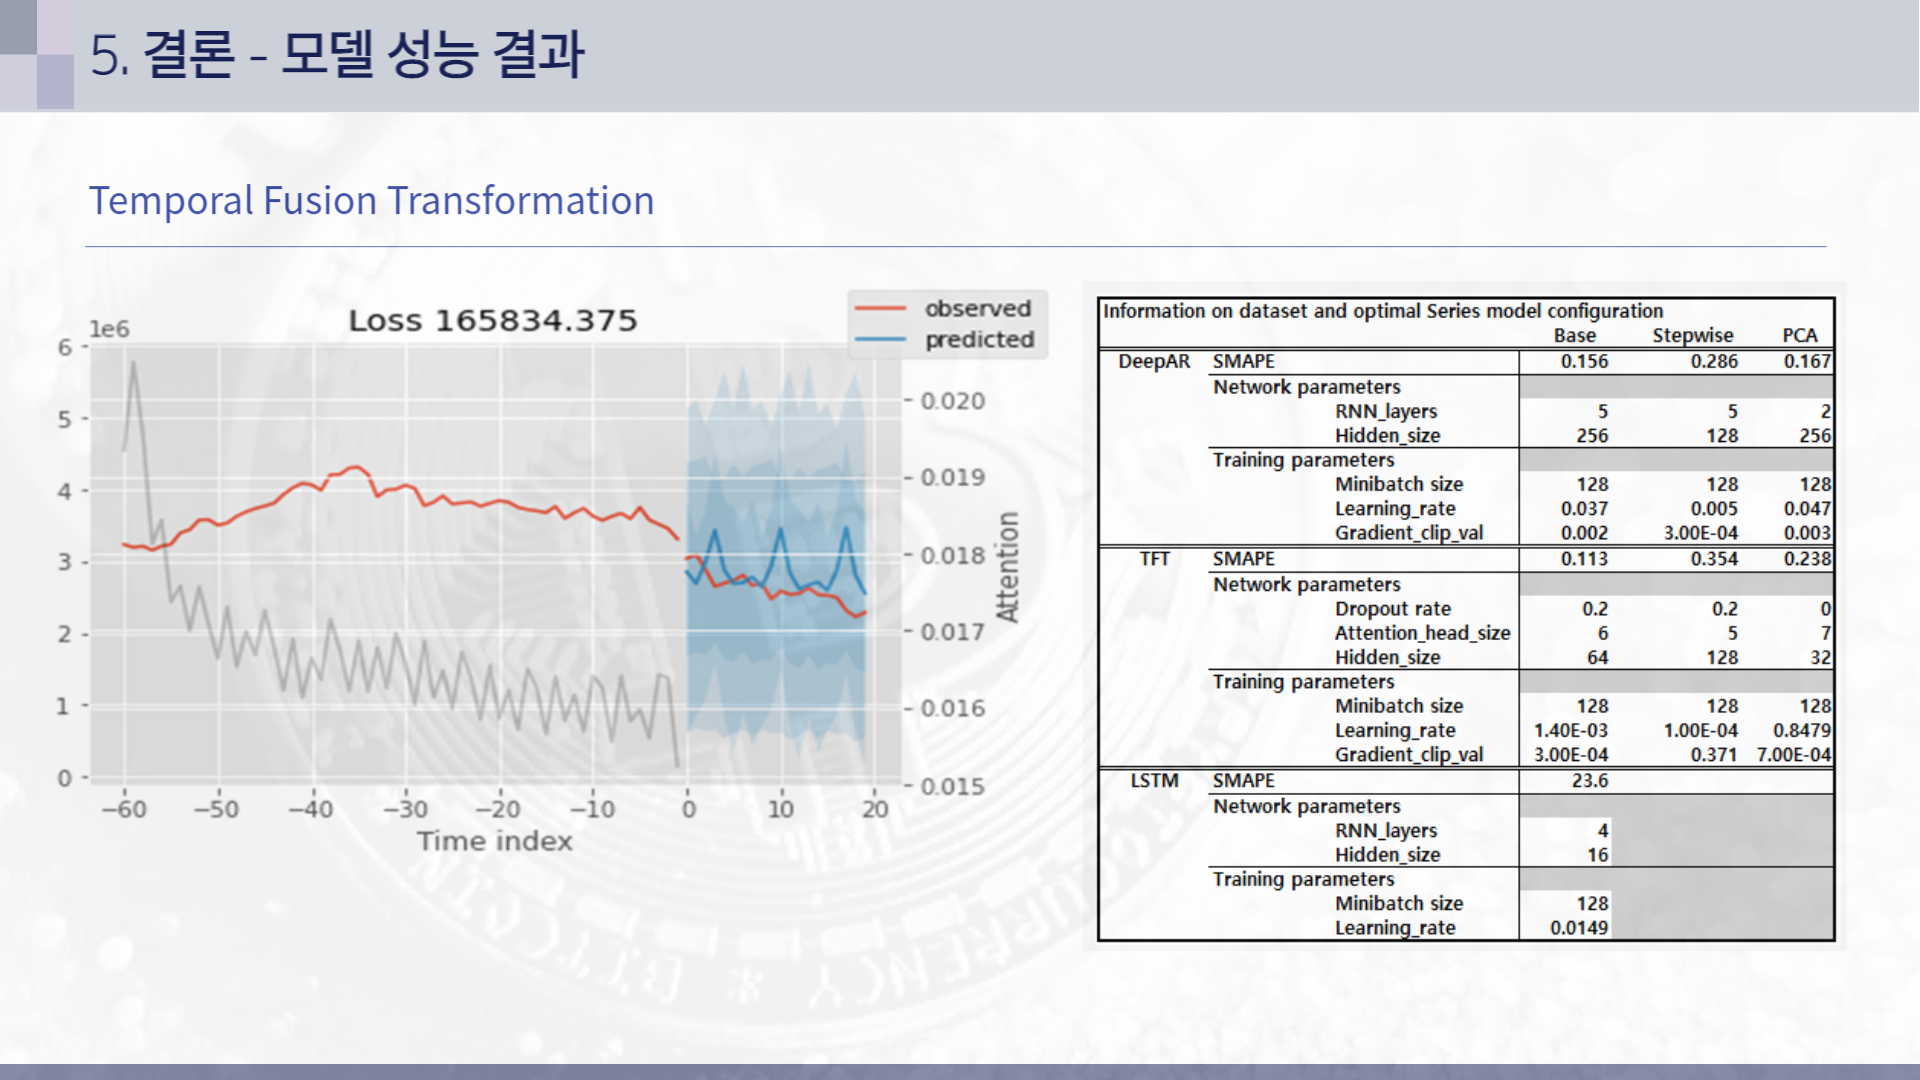 5. 결론 - 모델 성능 결과
Temporal Fusion Transformation
Loss 165834.375
observed
predicted
1e6
6
5
4
3
2
1
0
0.020
0.019
0.018
0.017
0.016
0.015
Attention
−60 −50 −40 −30 −20 −10 0 10 20
Time index
Information on dataset and optimal Series model configuration
Base Stepwise PCA
DeepAR SMAPE 0.156 0.286 0.167
Network parameters
RNN_layers 5 5 2
Hidden_size 256 128 256
Training parameters
Minibatch size 128 128 128
Learning_rate 0.037 0.005 0.047
Gradient_clip_val 0.002 3.00E-04 0.003
TFT SMAPE 0.113 0.354 0.238
Network parameters
Dropout rate 0.2 0.2 0
Attention_head_size 6 5 7
Hidden_size 64 128 32
Training parameters
Minibatch size 128 128 128
Learning_rate 1.40E-03 1.00E-04 0.8479
Gradient_clip_val 3.00E-04 0.371 7.00E-04
LSTM SMAPE 23.6
Network parameters
RNN_layers 4
Hidden_size 16
Training parameters
Minibatch size 128
Learning_rate 0.0149